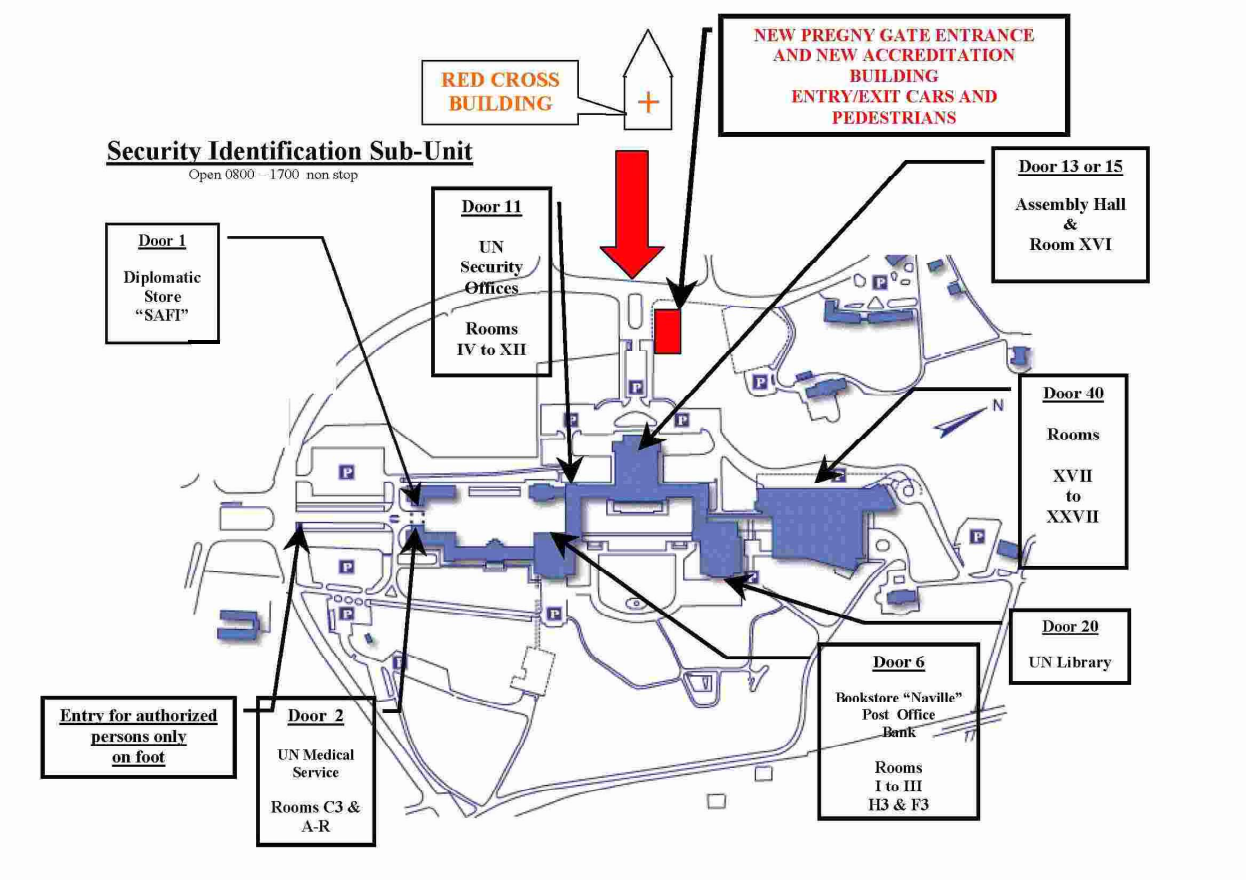 NEW PREGNY GATE ENTRANCE
AND NEW ACCREDITATION
BUILDING
ENTRY/EXIT CARS AND
PEDESTRIANS
RED CROSS
BUILDING
Security Identification Sub-Unit
Open 0800 – 1700 non stop
Door 13 or 15
Assembly Hall
&
Room XVI
Door 11
UN
Security
Offices
Rooms
IV to XII
Door 1
Diplomatic
Store
“SAFI”
P
P
P
P
P
P
P
P
P
P
P
P
P
N
Door 40
Rooms
XVII
to
XXVII
Door 20
UN Library
Door 6
Bookstore “Naville”
Post Office
Bank
Rooms
I to III
H3 & F3
Entry for authorized
persons only
on foot
Door 2
UN Medical
Service
Rooms C3 &
A-R